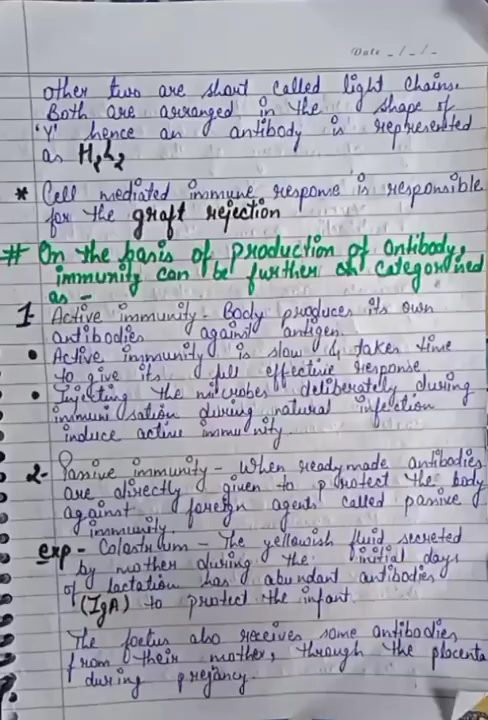 Date _/_/_
other two are short called light chains.
Both are arranged in the shape of
'Y' hence an antibody is represented
as H2L2
* Cell mediated immune response is responsible
for the graft rejection
# On the basis of production of antibody,
immunity can be further categorised
as -
1- Active immunity - Body produces its own
antibodies against antigen.
• Active immunity is slow & takes time
to give its full effective response
• Injecting the microbes deliberately during
immunisation during natural infection
induce active immunity.
2- Passive immunity - When readymade antibodies
are directly given to protect the body
against foreign agents called passive
immunity.
exp - Colostrum - The yellowish fluid secreted
by mother during the initial days
of lactation has abundant antibodies
(IgA) to protect the infant.
The foetus also receives some antibodies
from their mother, through the placenta
during pregancy.